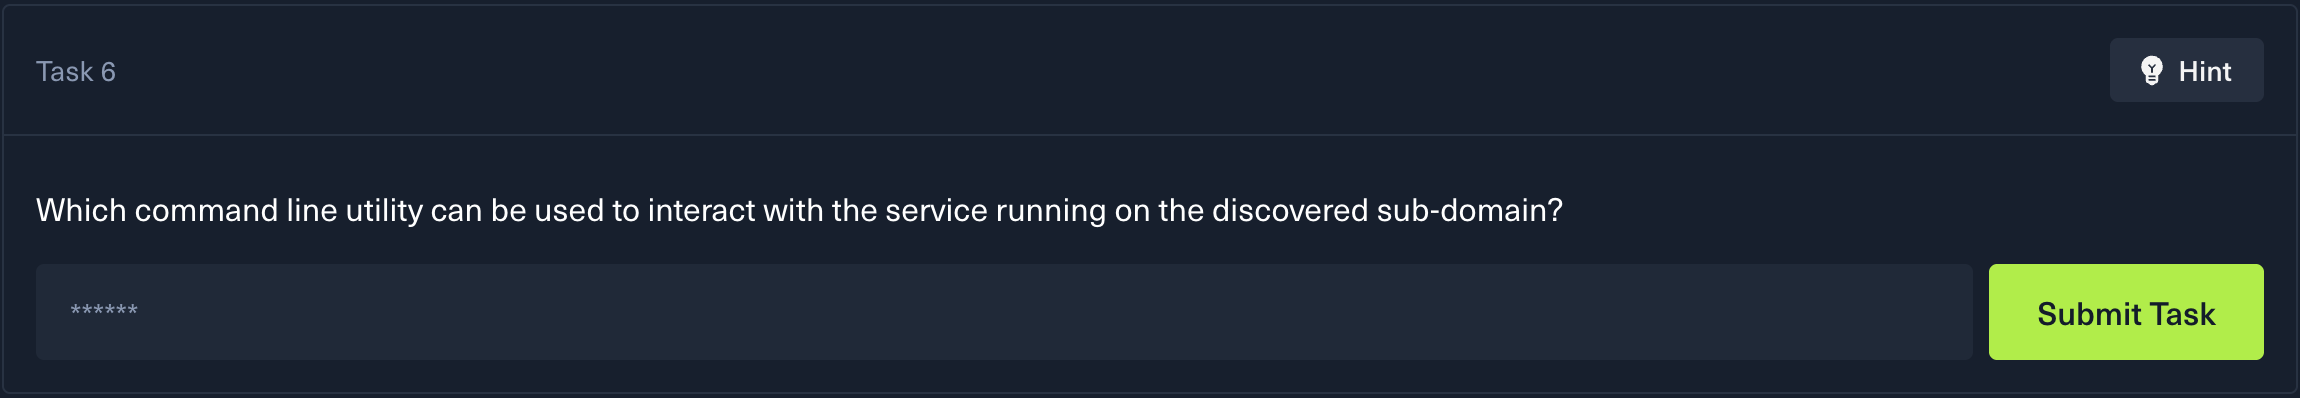 Task 6
Hint
Which command line utility can be used to interact with the service running on the discovered sub-domain?
******
Submit Task